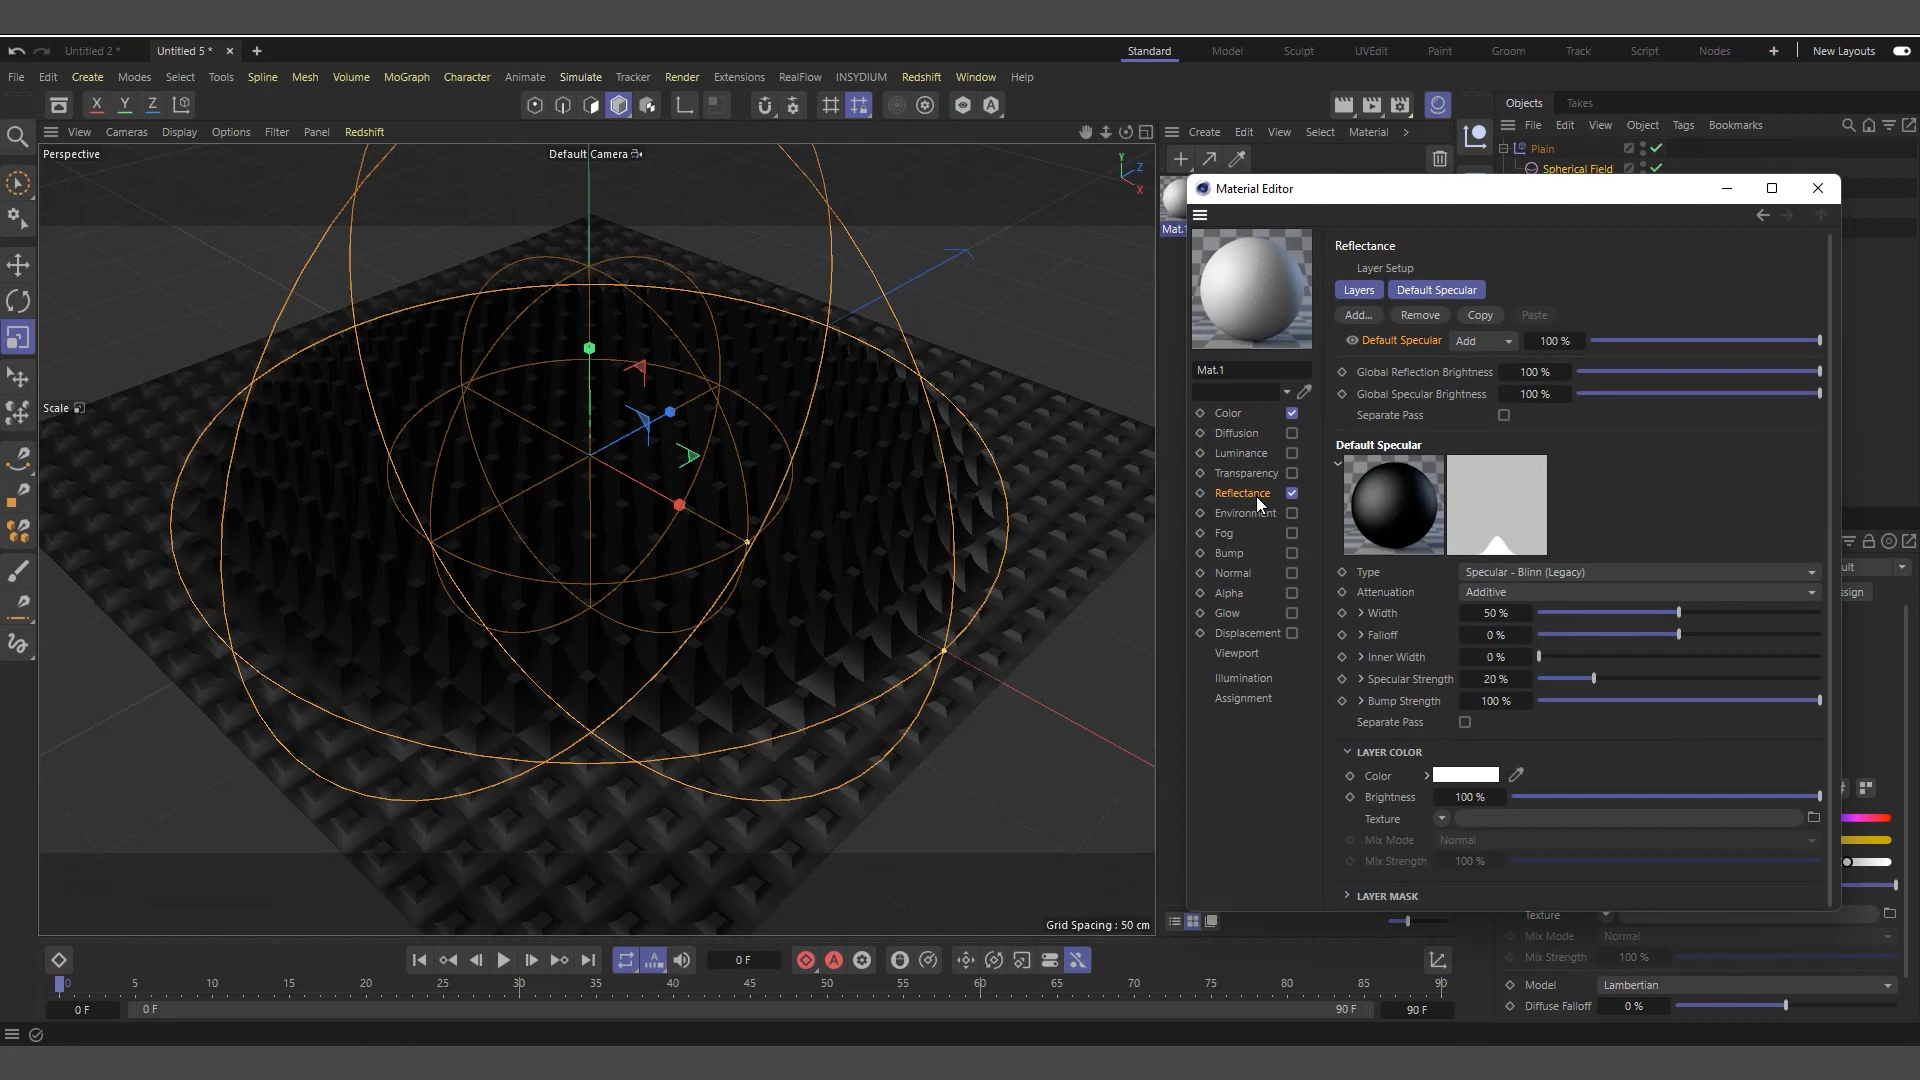 Untitled 2 *
Untitled 5 *
Standard Model Sculpt UVEdit Paint Groom Track Script Nodes New Layouts
File Edit Create Modes Select Tools Spline Mesh Volume MoGraph Character Animate Simulate Tracker Render Extensions RealFlow INSYDIUM Redshift Window Help
X Y Z
Objects Takes
View Cameras Display Options Filter Panel Redshift
Create Edit View Select Material
File Edit View Object Tags Bookmarks
Perspective
Default Camera
Y
Z
X
Plain
Spherical Field
Mat.1
Material Editor
Reflectance
Layer Setup
Layers Default Specular
Add... Remove Copy Paste
Default Specular Add 100 %
Global Reflection Brightness 100 %
Global Specular Brightness 100 %
Separate Pass
Mat.1
Color
Diffusion
Luminance
Transparency
Reflectance
Environment
Fog
Bump
Normal
Alpha
Glow
Displacement
Viewport
Illumination
Assignment
Default Specular
Type Specular - Blinn (Legacy)
Attenuation Additive
Width 50 %
Falloff 0 %
Inner Width 0 %
Specular Strength 20 %
Bump Strength 100 %
Separate Pass
LAYER COLOR
Color
Brightness 100 %
Texture
Mix Mode Normal
Mix Strength 100 %
LAYER MASK
Scale
Grid Spacing : 50 cm
ult
sign
Texture
Mix Mode Normal
Mix Strength 100 %
Model Lambertian
Diffuse Falloff 0 %
A
0 F
A
0 5 10 15 20 25 30 35 40 45 50 55 60 65 70 75 80 85 90
0 F 0 F 90 F 90 F